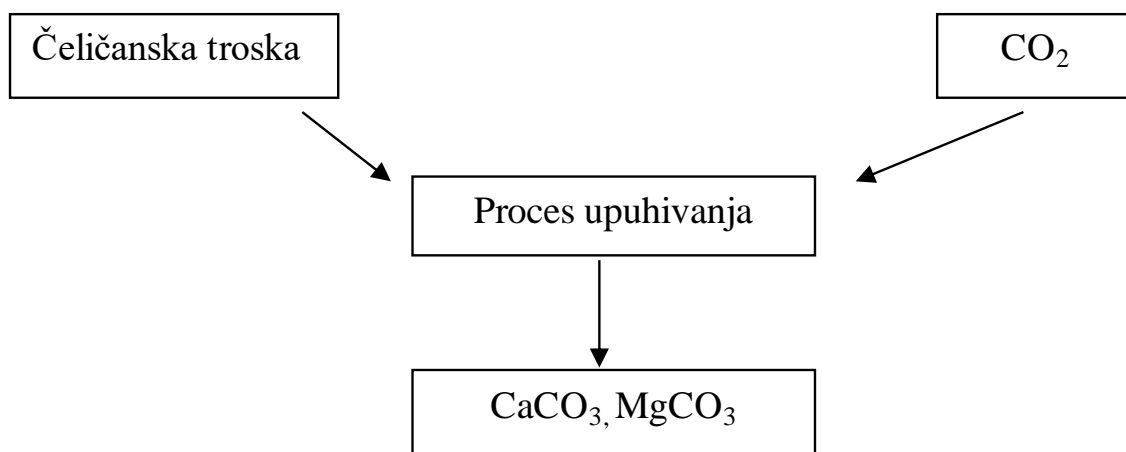 Čeličanska troska
CO₂
Proces upuhivanja
CaCO₃, MgCO₃